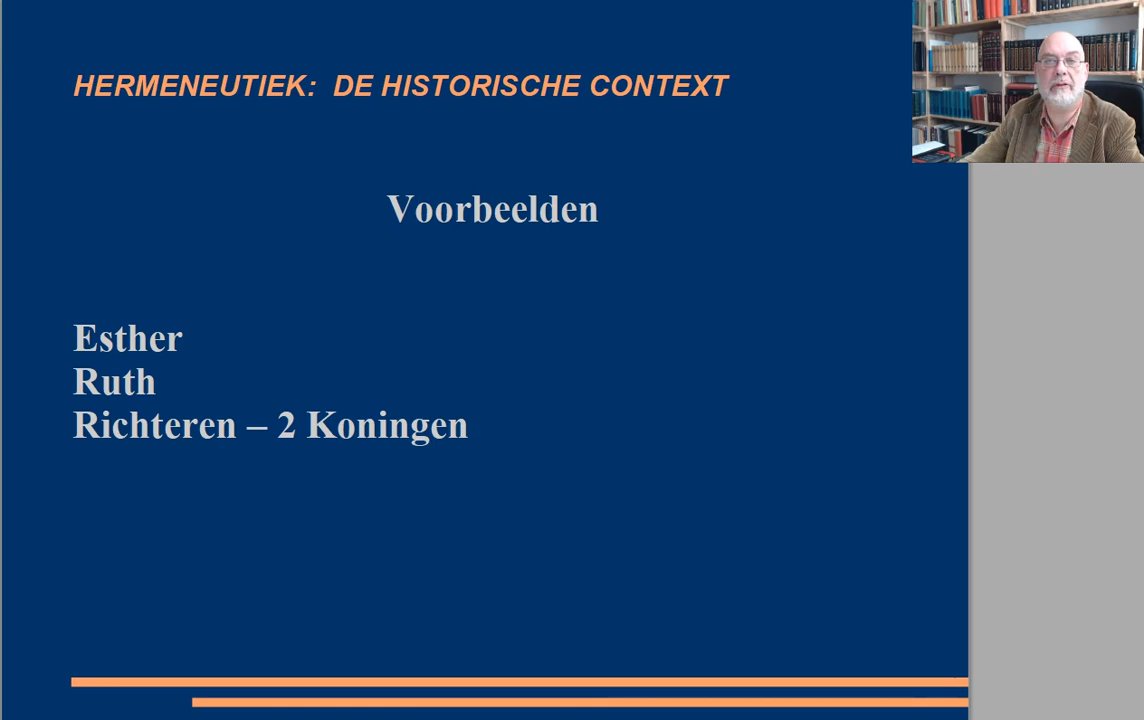 HERMENEUTIEK: DE HISTORISCHE CONTEXT
Voorbeelden
Esther
Ruth
Richteren – 2 Koningen